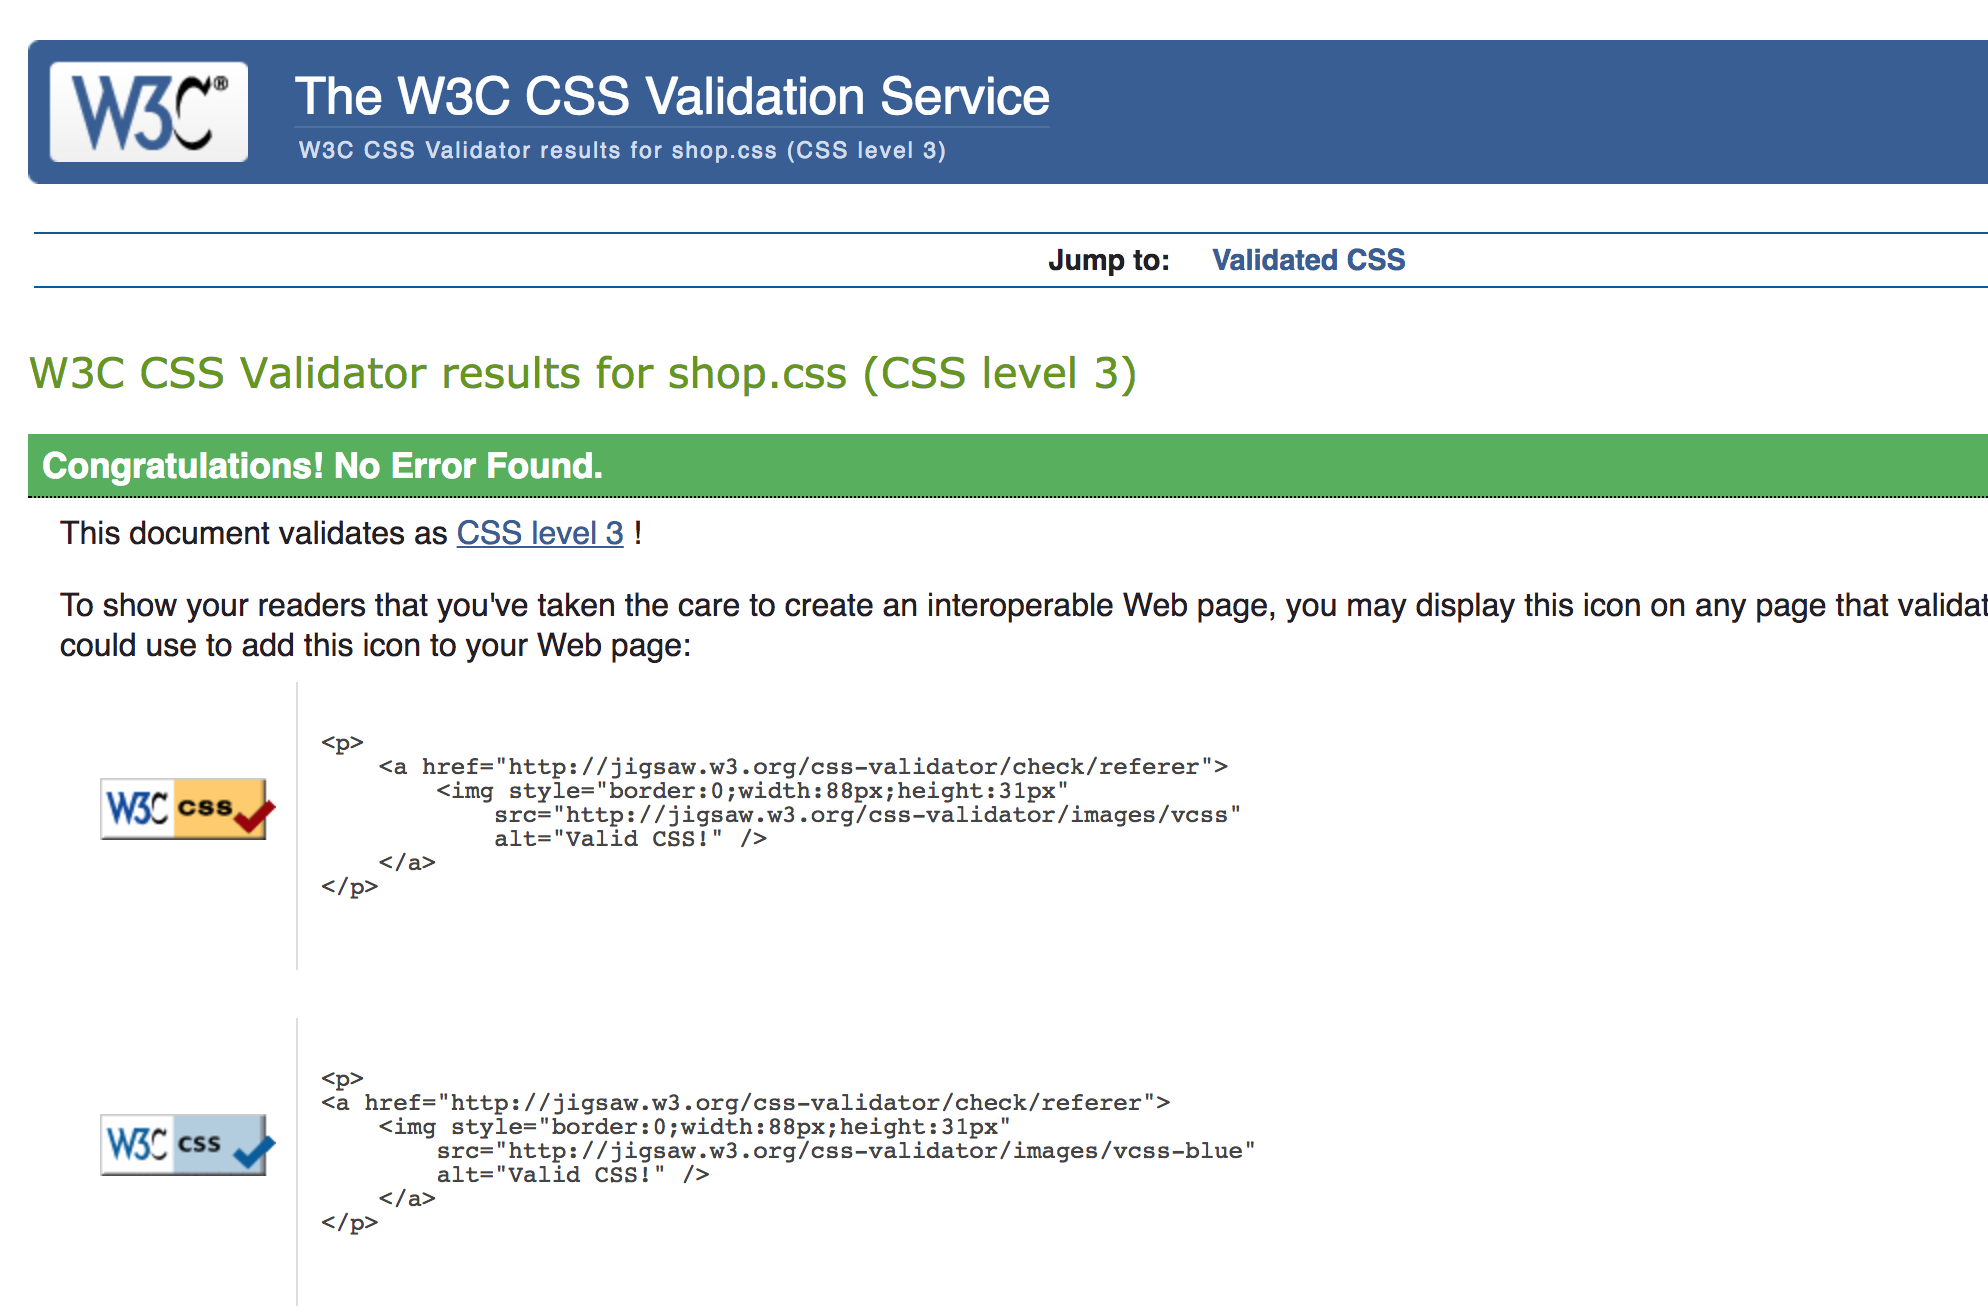 W3C®
The W3C CSS Validation Service
W3C CSS Validator results for shop.css (CSS level 3)
Jump to: Validated CSS
W3C CSS Validator results for shop.css (CSS level 3)
Congratulations! No Error Found.
This document validates as CSS level 3 !
To show your readers that you've taken the care to create an interoperable Web page, you may display this icon on any page that validat
could use to add this icon to your Web page:
<p>
<a href="http://jigsaw.w3.org/css-validator/check/referer">
<img style="border:0;width:88px;height:31px"
W3C css
src="http://jigsaw.w3.org/css-validator/images/vcss"
alt="Valid CSS!" />
</a>
</p>
<p>
<a href="http://jigsaw.w3.org/css-validator/check/referer">
<img style="border:0;width:88px;height:31px"
W3C css
src="http://jigsaw.w3.org/css-validator/images/vcss-blue"
alt="Valid CSS!" />
</a>
</p>